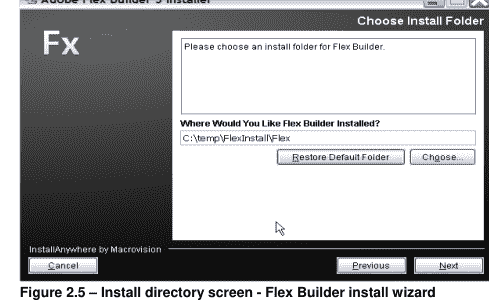 Adobe Flex Builder 3 Installer
Choose Install Folder
Fx
Please choose an install folder for Flex Builder.
Where Would You Like Flex Builder Installed?
C:\temp\FlexInstall\Flex
Restore Default Folder
Choose...
InstallAnywhere by Macrovision
Cancel
Previous
Next
Figure 2.5 – Install directory screen - Flex Builder install wizard